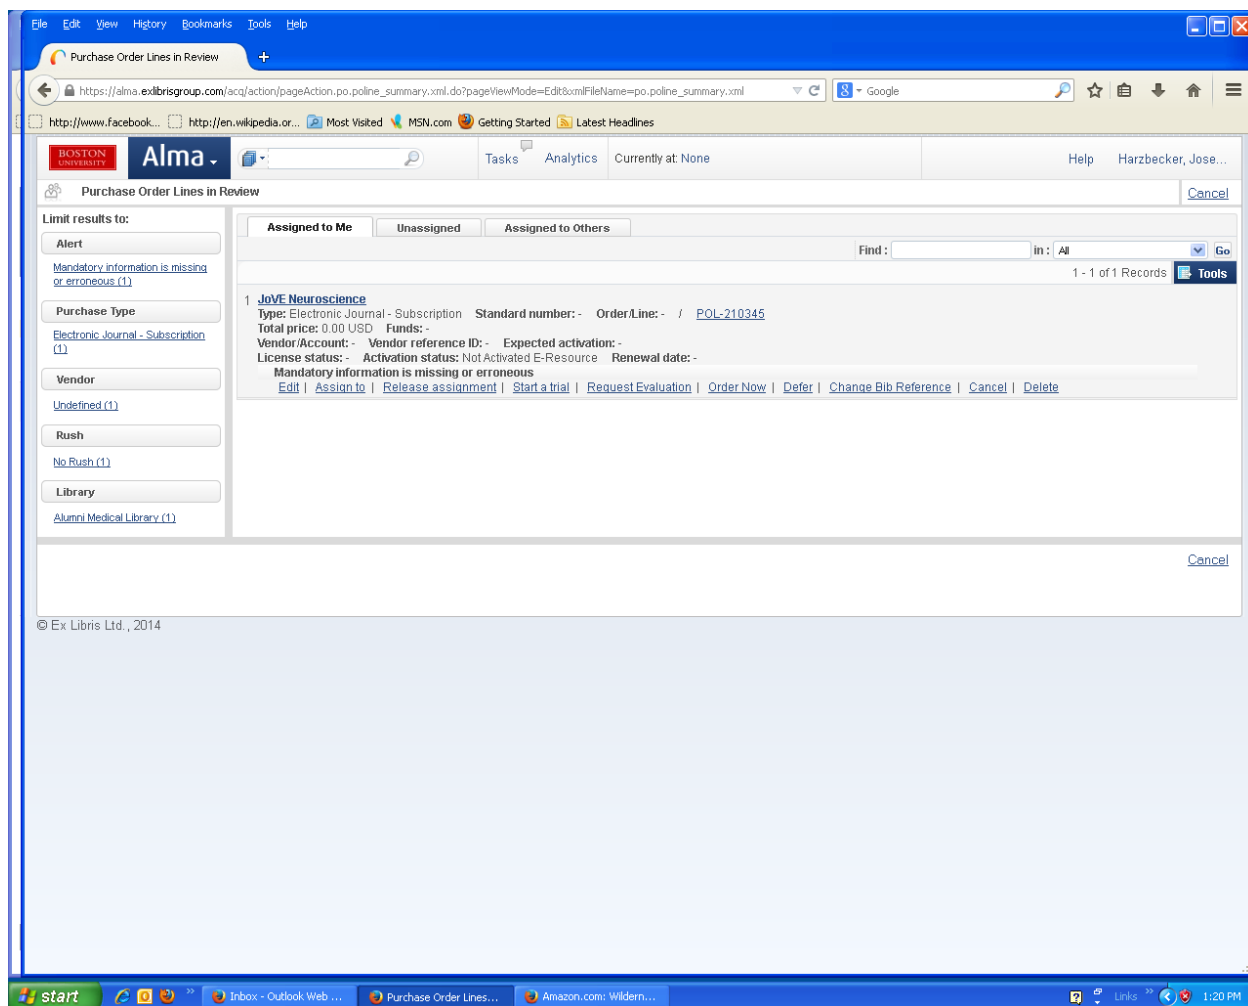 File Edit View History Bookmarks Tools Help
Purchase Order Lines in Review +
https://alma.exlibrisgroup.com/acq/action/pageAction.po.poline_summary.xml.do?pageViewMode=Edit&xmlFileName=po.poline_summary.xml 8 Google
http://www.facebook... http://en.wikipedia.or... Most Visited MSN.com Getting Started Latest Headlines
BOSTON UNIVERSITY Alma Tasks Analytics Currently at: None Help Harzbecker, Jose...
Purchase Order Lines in Review Cancel
Limit results to:
Alert
Mandatory information is missing
or erroneous (1)
Purchase Type
Electronic Journal - Subscription
(1)
Vendor
Undefined (1)
Rush
No Rush (1)
Library
Alumni Medical Library (1)
Assigned to Me Unassigned Assigned to Others
Find : in : All Go
1 - 1 of 1 Records Tools
1 JoVE Neuroscience
Type: Electronic Journal - Subscription Standard number: - Order/Line: - / POL-210345
Total price: 0.00 USD Funds: -
Vendor/Account: - Vendor reference ID: - Expected activation: -
License status: - Activation status: Not Activated E-Resource Renewal date: -
Mandatory information is missing or erroneous
Edit | Assign to | Release assignment | Start a trial | Request Evaluation | Order Now | Defer | Change Bib Reference | Cancel | Delete
Cancel
© Ex Libris Ltd., 2014
start Inbox - Outlook Web ... Purchase Order Lines... Amazon.com: Wildern... Links 1:20 PM